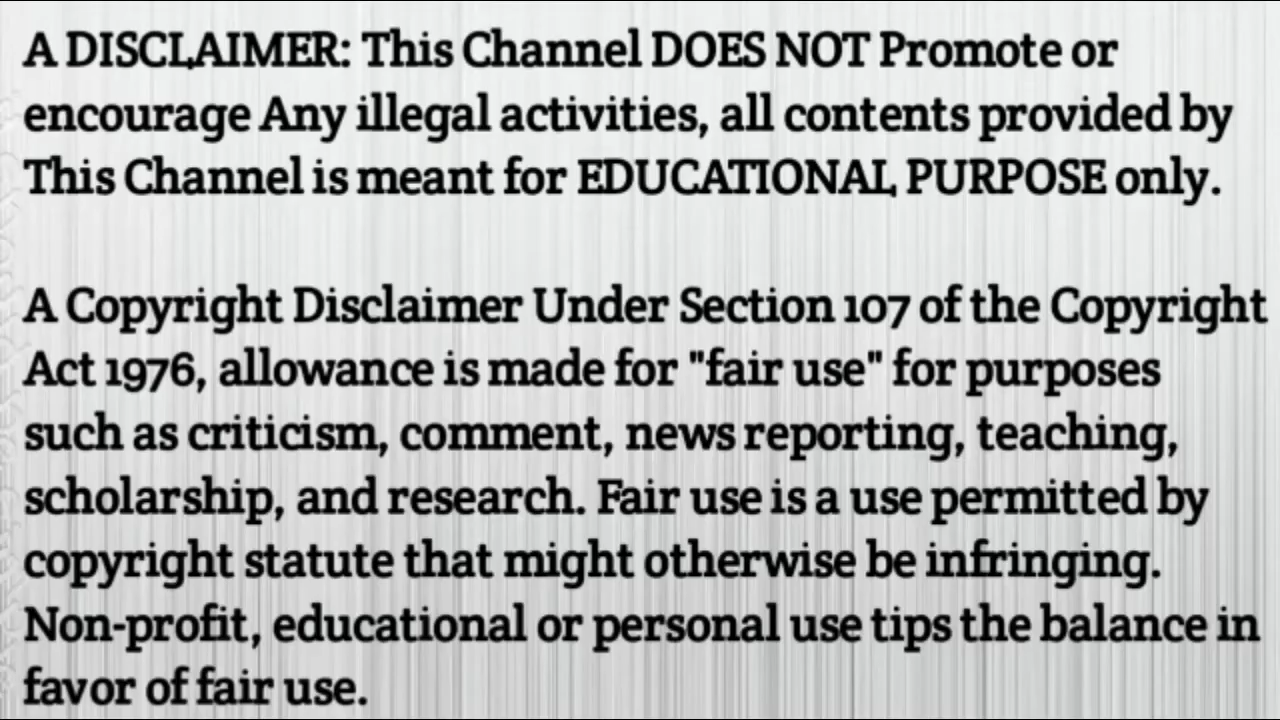 A DISCLAIMER: This Channel DOES NOT Promote or
encourage Any illegal activities, all contents provided by
This Channel is meant for EDUCATIONAL PURPOSE only.
A Copyright Disclaimer Under Section 107 of the Copyright
Act 1976, allowance is made for "fair use" for purposes
such as criticism, comment, news reporting, teaching,
scholarship, and research. Fair use is a use permitted by
copyright statute that might otherwise be infringing.
Non-profit, educational or personal use tips the balance in
favor of fair use.